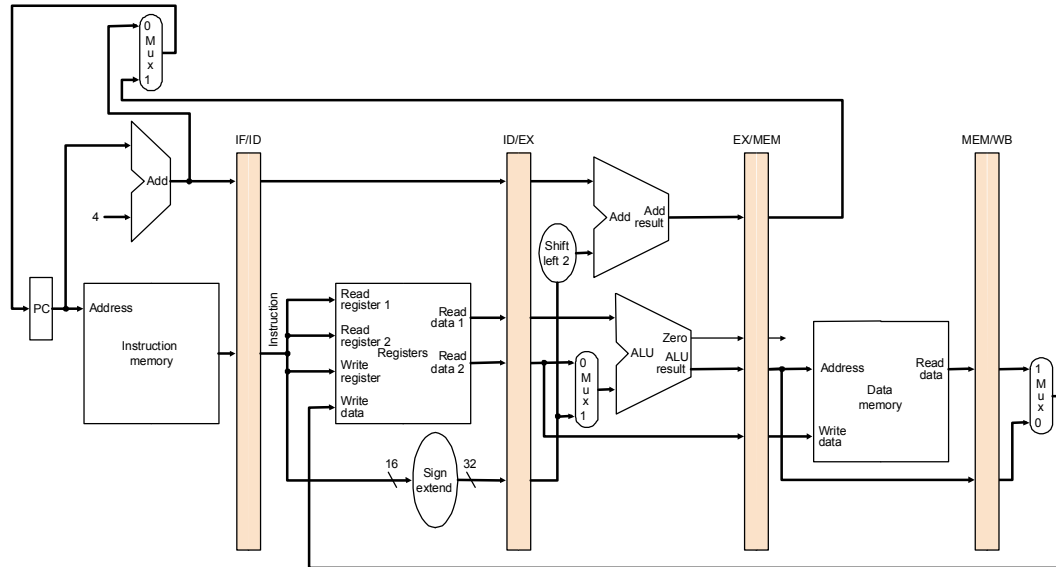 0
M
u
x
1
IF/ID
ID/EX
EX/MEM
MEM/WB
Add
4
Add
Add
result
Shift
left 2
PC
Address
Instruction
memory
Instruction
Read
register 1
Read
register 2
Write
register
Write
data
Registers
Read
data 1
Read
data 2
0
M
u
x
1
ALU
Zero
ALU
result
Address
Write
data
Read
data
Data
memory
1
M
u
x
0
16
Sign
extend
32